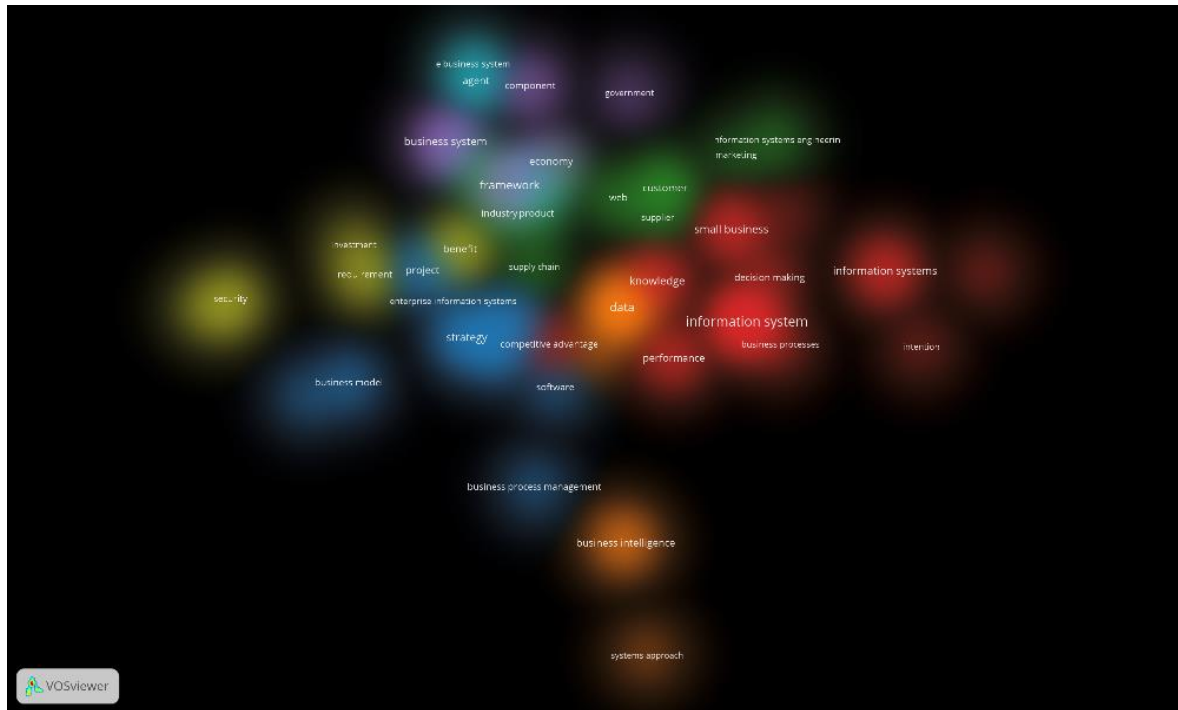 e business system
agent
component
government
business system
information systems engineerin
marketing
economy
framework
customer
web
industry product
supplier
small business
investment
benefit
requirement
project
supply chain
knowledge
decision making
information systems
security
enterprise information systems
data
information system
strategy
competitive advantage
business processes
intention
performance
business model
software
business process management
business intelligence
systems approach
VOSviewer